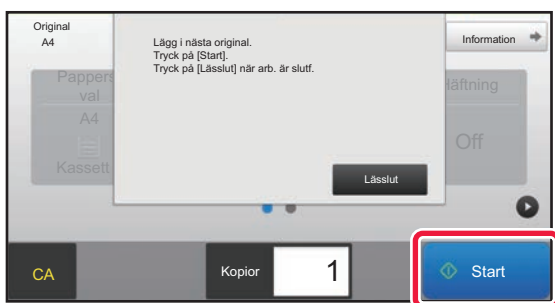 Original
A4
Information
Lägg i nästa original.
Tryck på [Start].
Tryck på [Lässlut] när arb. är slutf.
Pappers
val
A4
Kassett
Häftning
Off
Lässlut
CA
Kopior
1
Start